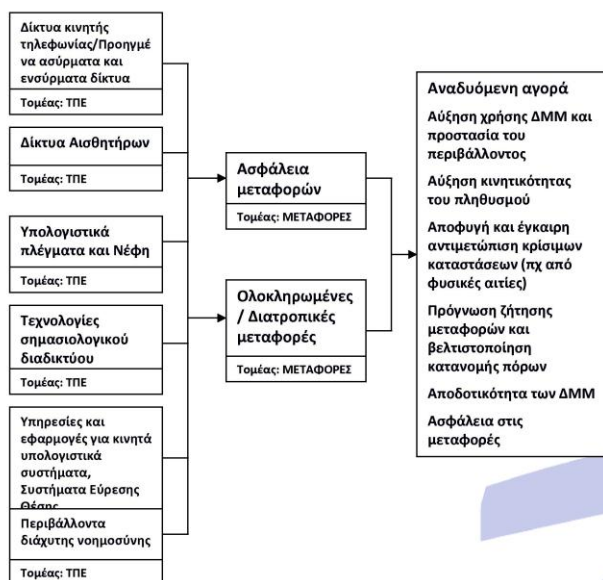 Δίκτυα κινητής
τηλεφωνίας/Προηγμέ
να ασύρματα και
ενσύρματα δίκτυα
Τομέας: ΤΠΕ
Δίκτυα Αισθητήρων
Τομέας: ΤΠΕ
Υπολογιστικά
πλέγματα και Νέφη
Τομέας: ΤΠΕ
Τεχνολογίες
σημασιολογικού
διαδικτύου
Τομέας: ΤΠΕ
Υπηρεσίες και
εφαρμογές για κινητά
υπολογιστικά
συστήματα,
Συστήματα Εύρεσης
Θέσης
Περιβάλλοντα
διάχυτης νοημοσύνης
Τομέας: ΤΠΕ
Ασφάλεια
μεταφορών
Τομέας: ΜΕΤΑΦΟΡΕΣ
Ολοκληρωμένες
/ Διατροπικές
μεταφορές
Τομέας: ΜΕΤΑΦΟΡΕΣ
Αναδυόμενη αγορά
Αύξηση χρήσης ΔΜΜ και
προστασία του
περιβάλλοντος
Αύξηση κινητικότητας
του πληθυσμού
Αποφυγή και έγκαιρη
αντιμετώπιση κρίσιμων
καταστάσεων (πχ από
φυσικές αιτίες)
Πρόγνωση ζήτησης
μεταφορών και
βελτιστοποίηση
κατανομής πόρων
Αποδοτικότητα των ΔΜΜ
Ασφάλεια στις
μεταφορές